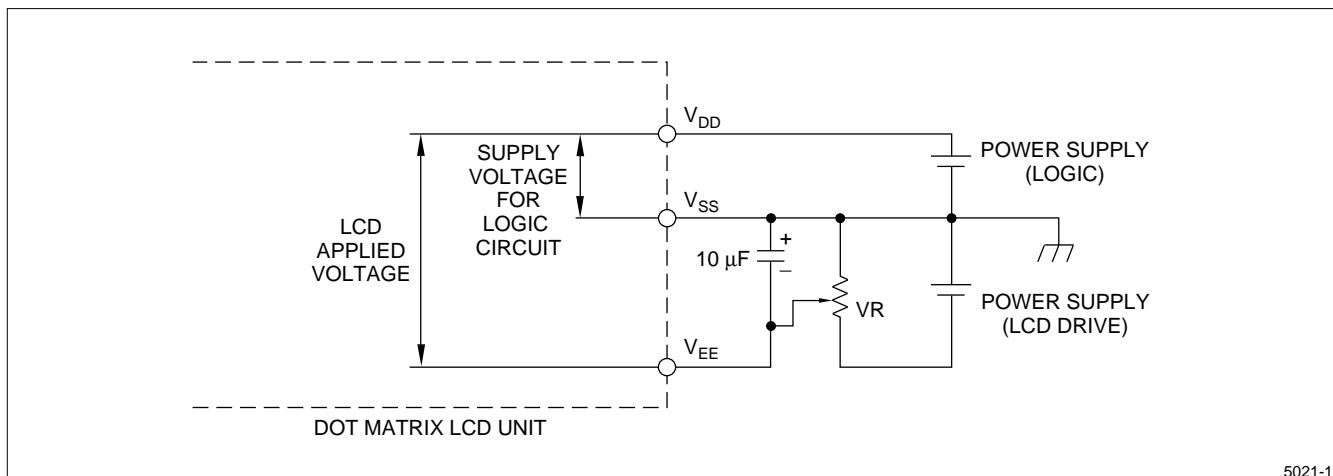 V_DD
SUPPLY
VOLTAGE
FOR
LOGIC
CIRCUIT
POWER SUPPLY
(LOGIC)
V_SS
LCD
APPLIED
VOLTAGE
+
10 μF
–
VR
POWER SUPPLY
(LCD DRIVE)
V_EE
DOT MATRIX LCD UNIT
5021-1